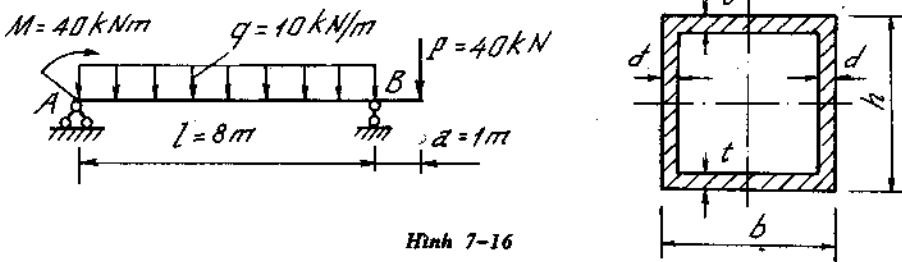 M = 40 kNm
q = 10 kN/m
P = 40 kN
A
B
l = 8 m
a = 1 m
d
d
h
t
b
Hình 7-16